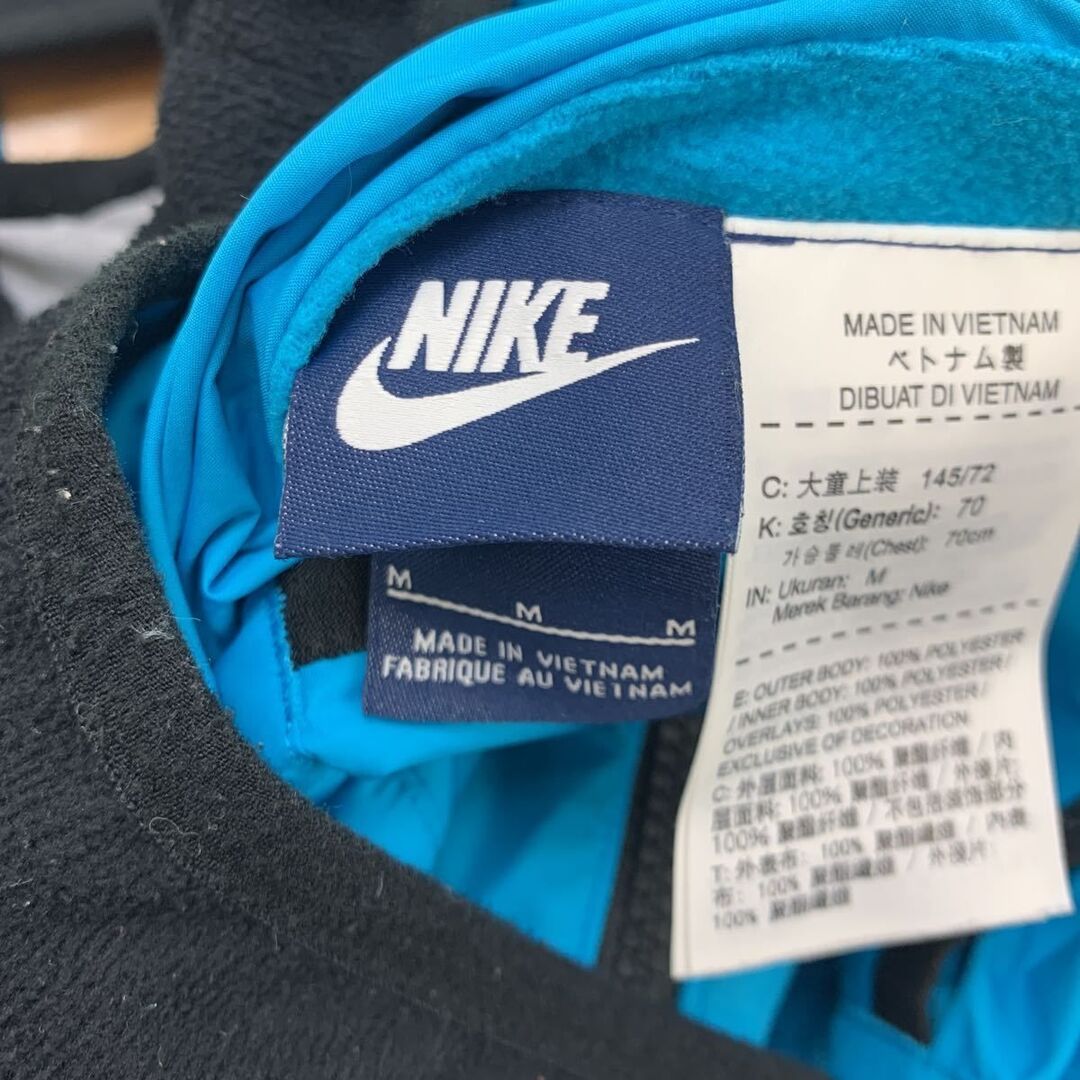 NIKE
M
M
M
MADE IN VIETNAM
FABRIQUE AU VIETNAM
MADE IN VIETNAM
ベトナム製
DIBUAT DI VIETNAM
C: 大童上装 145/72
K: 호칭(Generic): 70
가슴둘레(Chest): 70cm
IN: Ukuran: M
Merek Barang: Nike
E: OUTER BODY: 100% POLYESTER
/ INNER BODY: 100% POLYESTER /
OVERLAYS: 100% POLYESTER /
EXCLUSIVE OF DECORATION
C: 外层面料: 100% 聚酯纤维 / 内
层面料: 100% 聚酯纤维 / 外缘片:
100% 聚酯纤维 / 不包括装饰部分
T: 外表布: 100% 聚酯纖維 / 內裏
布: 100% 聚酯纖維 / 外緣片:
100% 聚酯纖維